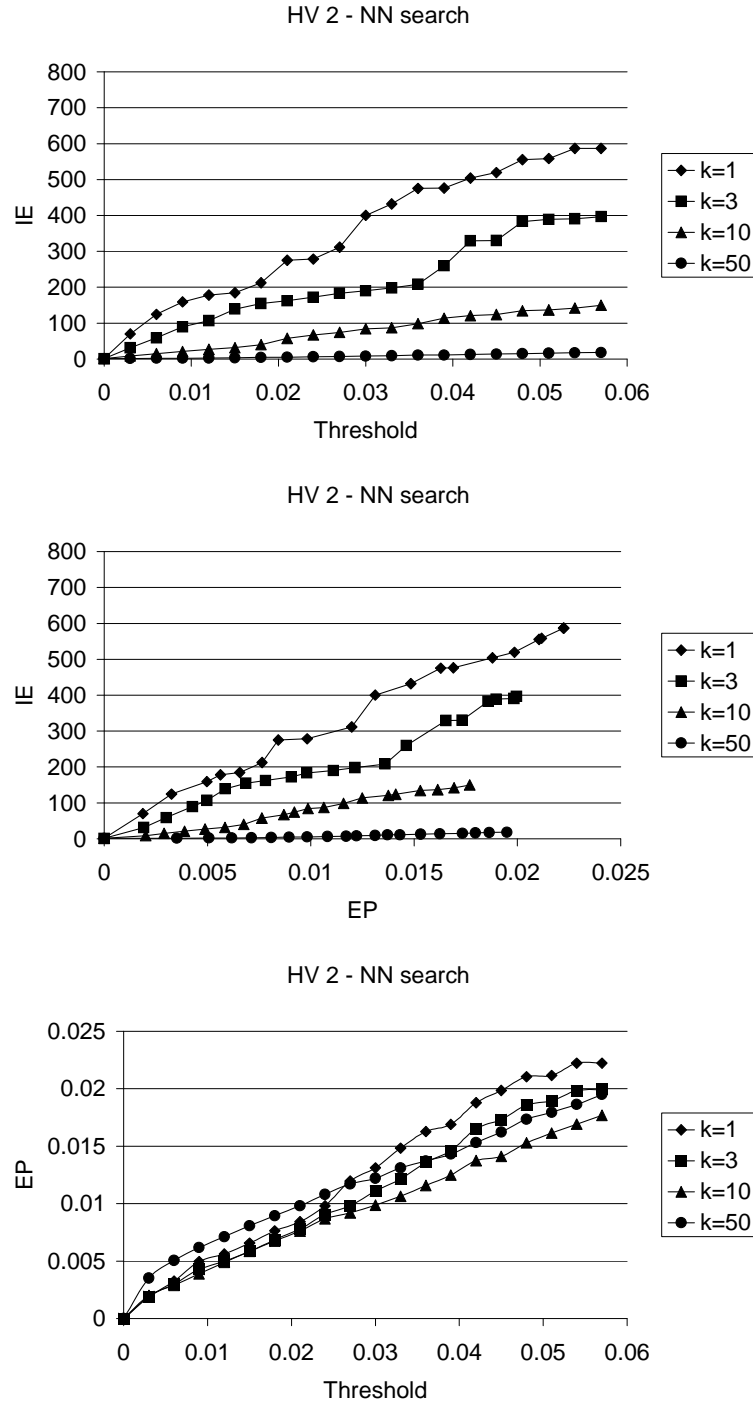 HV 2 - NN search
800
700
600
500
400
300
200
100
0
IE
0 0.01 0.02 0.03 0.04 0.05 0.06
Threshold
k=1
k=3
k=10
k=50
HV 2 - NN search
800
700
600
500
400
300
200
100
0
IE
0 0.005 0.01 0.015 0.02 0.025
EP
k=1
k=3
k=10
k=50
HV 2 - NN search
0.025
0.02
0.015
0.01
0.005
0
EP
0 0.01 0.02 0.03 0.04 0.05 0.06
Threshold
k=1
k=3
k=10
k=50